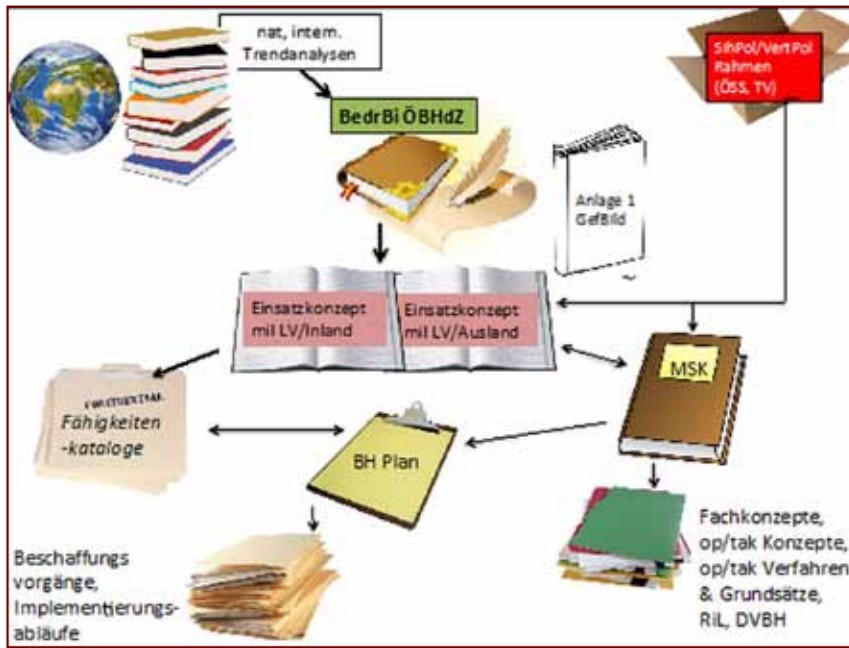 nat, intern.
Trendanalysen
SihPol/VertPol
Rahmen
(ÖSS, TV)
BedrBi ÖBHdZ
Anlage 1
GefBild
Einsatzkonzept
mil LV/Inland
Einsatzkonzept
mil LV/Ausland
MSK
CONFIDENTIAL
Fähigkeiten
-kataloge
BH Plan
Fachkonzepte,
op/tak Konzepte,
op/tak Verfahren
& Grundsätze,
RiL, DVBH
Beschaffungs
vorgänge,
Implementierungs-
abläufe